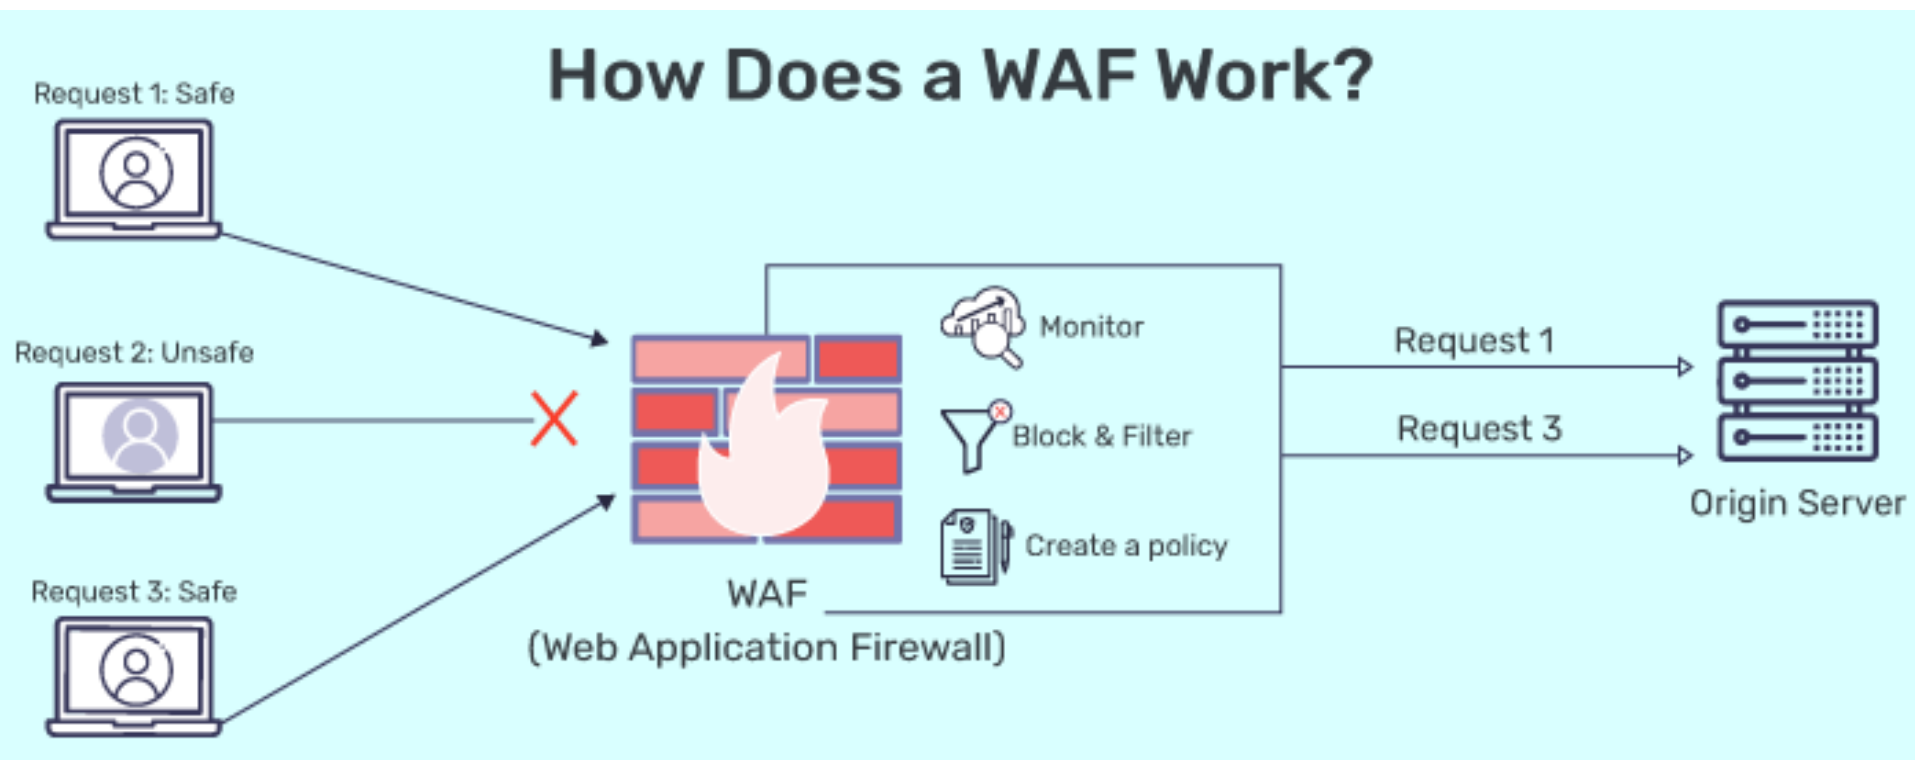 How Does a WAF Work?
Request 1: Safe
Request 2: Unsafe
Request 3: Safe
Monitor
Block & Filter
Create a policy
WAF
(Web Application Firewall)
Request 1
Request 3
Origin Server